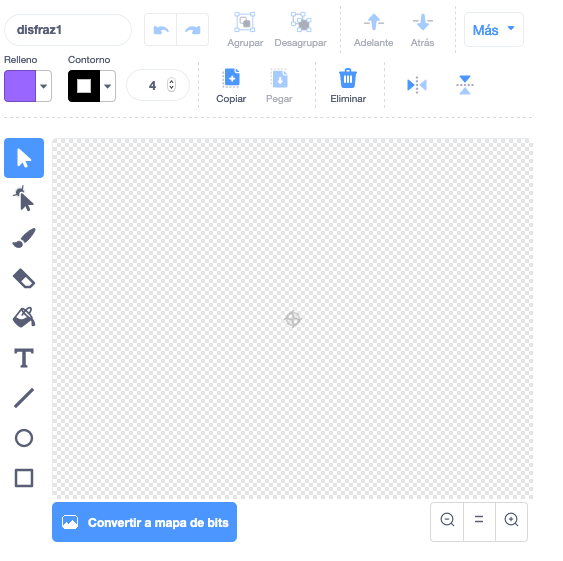 disfraz1
Agrupar
Desagrupar
Adelante
Atrás
Más
Relleno
Contorno
4
Copiar
Pegar
Eliminar
T
Convertir a mapa de bits